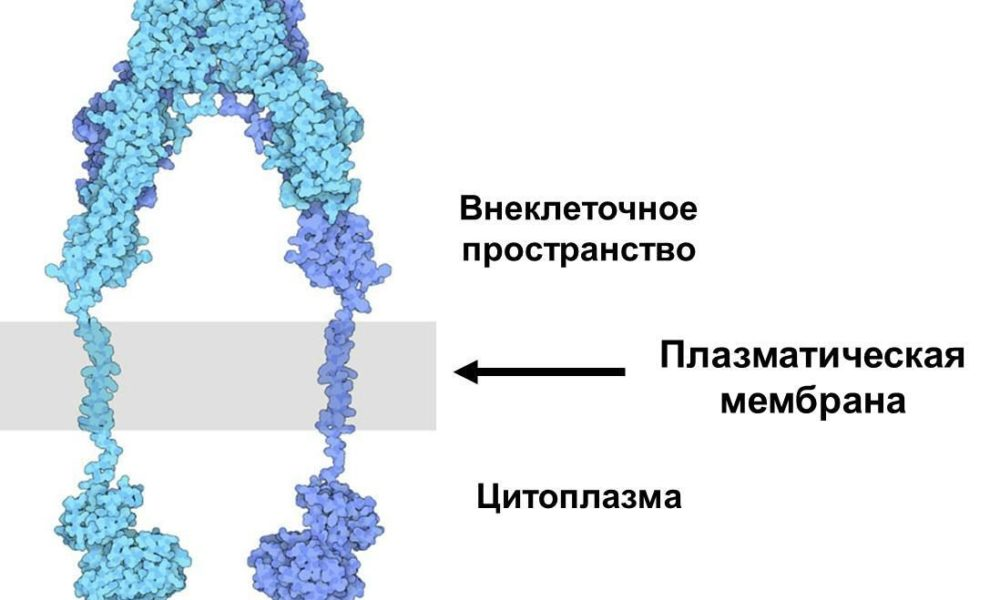 Внеклеточное
пространство
Плазматическая
мембрана
Цитоплазма